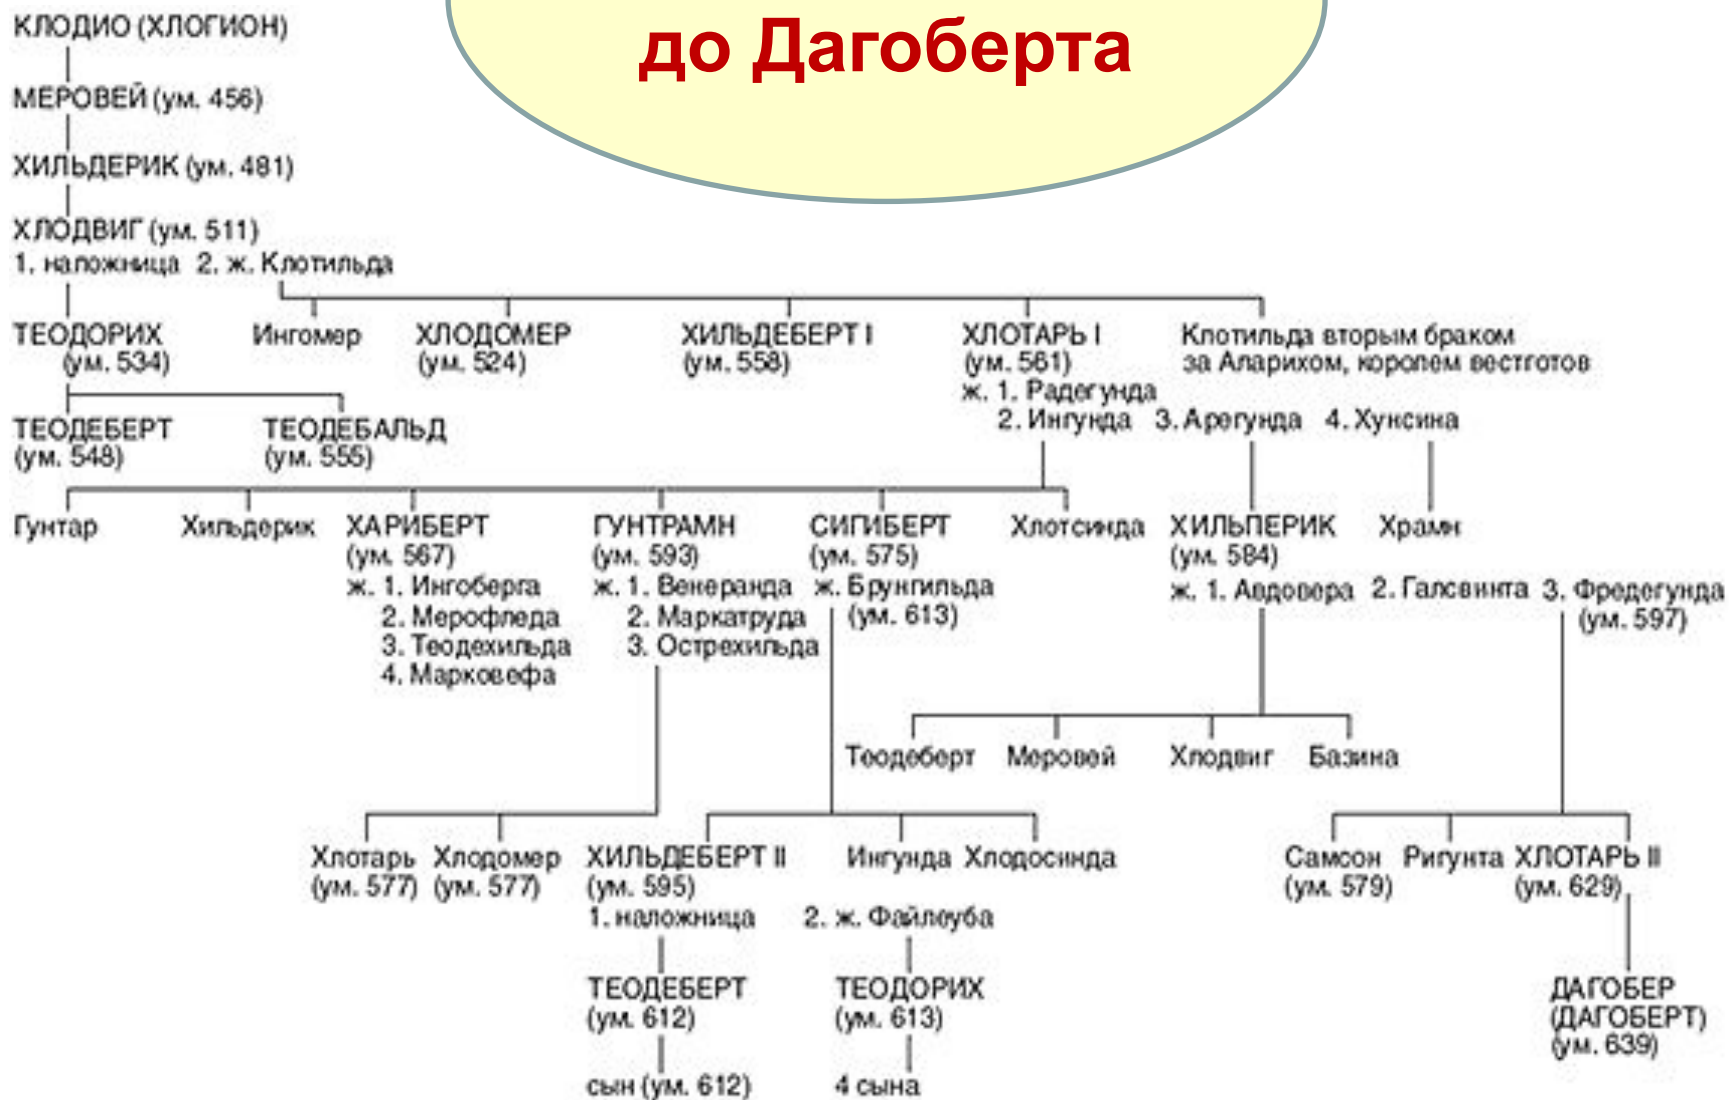 до Дагоберта
КЛОДИО (ХЛОГИОН)
МЕРОВЕЙ (ум. 456)
ХИЛЬДЕРИК (ум. 481)
ХЛОДВИГ (ум. 511)
1. наложница 2. ж. Клотильда
ТЕОДОРИХ
(ум. 534)
Ингомер
ХЛОДОМЕР
(ум. 524)
ХИЛЬДЕБЕРТ I
(ум. 558)
ХЛОТАРЬ I
(ум. 561)
ж. 1. Радегунда
2. Ингунда 3. Арегунда 4. Хунсина
Клотильда вторым браком
за Аларихом, королем вестготов
ТЕОДЕБЕРТ
(ум. 548)
ТЕОДЕБАЛЬД
(ум. 555)
Гунтар
Хильдерик
ХАРИБЕРТ
(ум. 567)
ж. 1. Ингоберга
2. Мерофледа
3. Теодехильда
4. Марковефа
ГУНТРАМН
(ум. 593)
ж. 1. Венеранда
2. Маркатруда
3. Острехильда
СИГИБЕРТ
(ум. 575)
ж. Брунгильда
(ум. 613)
Хлотсинда
ХИЛЬПЕРИК
(ум. 584)
ж. 1. Авдовера 2. Галсвинта 3. Фредегунда
(ум. 597)
Храмн
Теодеберт
Меровей
Хлодвиг
Базина
Хлотарь
(ум. 577)
Хлодомер
(ум. 577)
ХИЛЬДЕБЕРТ II
(ум. 595)
1. наложница 2. ж. Файлеуба
Ингунда
Хлодосинда
Самсон
(ум. 579)
Ригунта
ХЛОТАРЬ II
(ум. 629)
ТЕОДЕБЕРТ
(ум. 612)
сын (ум. 612)
ТЕОДОРИХ
(ум. 613)
4 сына
ДАГОБЕР
(ДАГОБЕРТ)
(ум. 639)